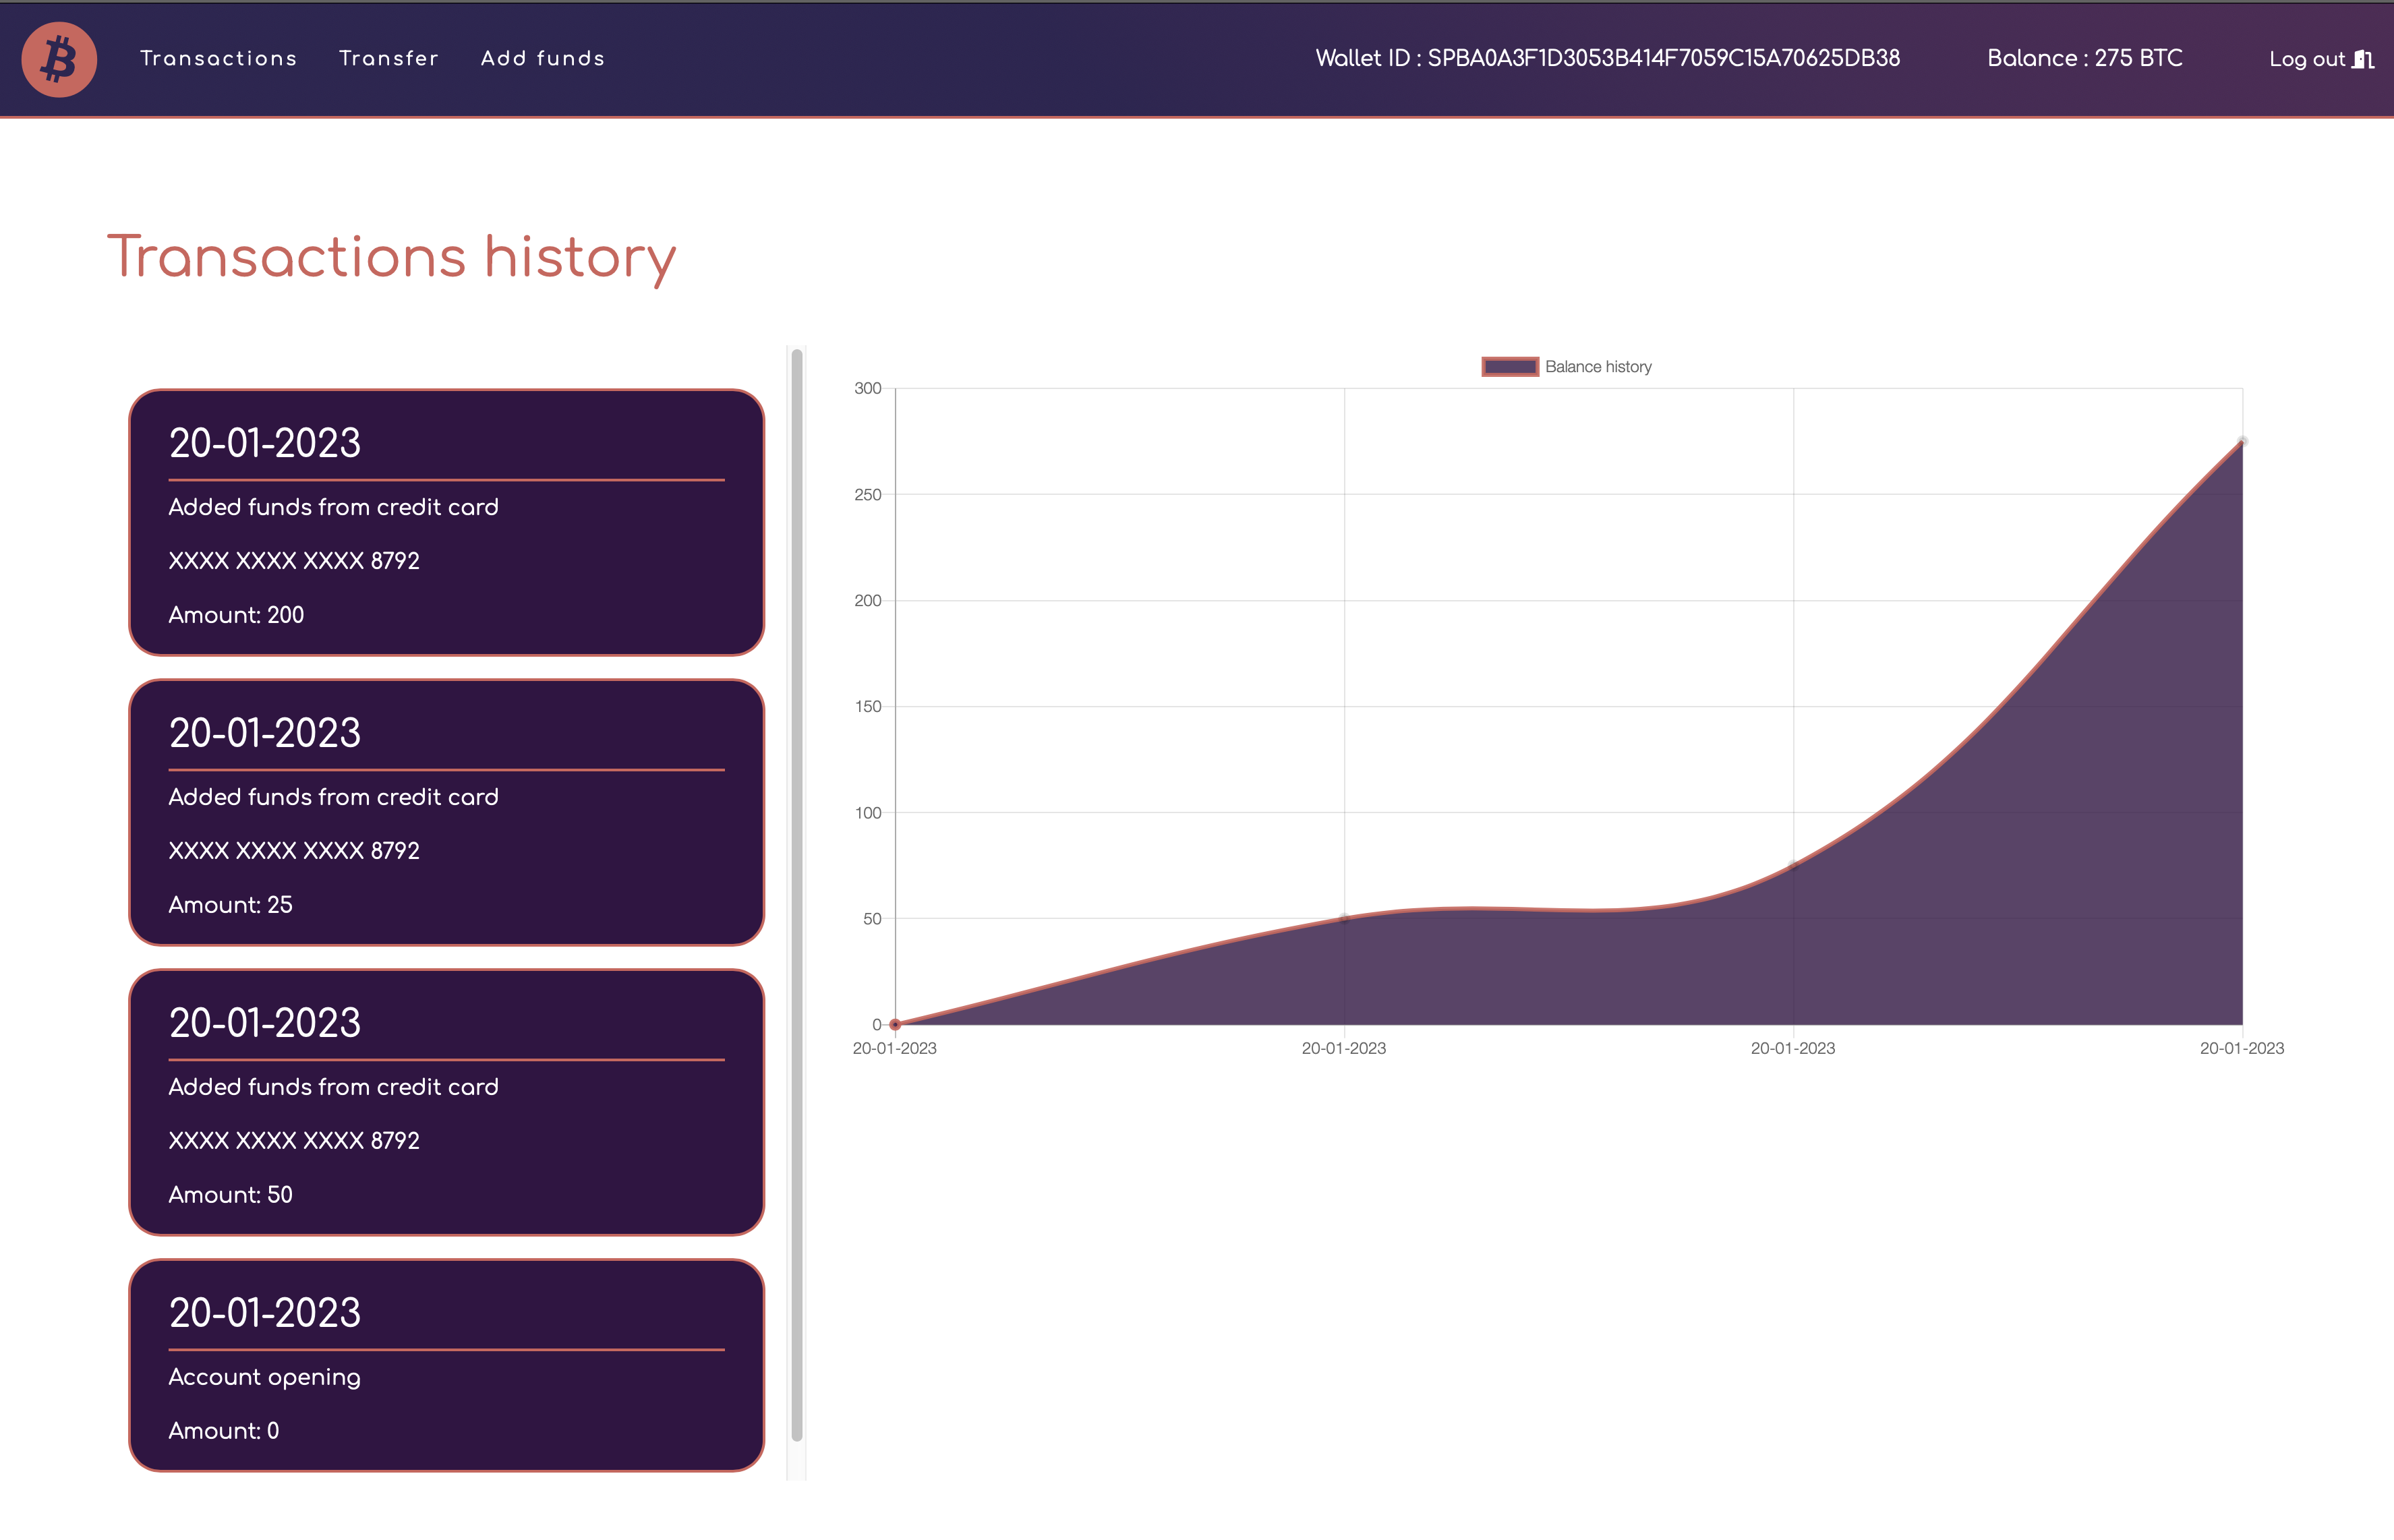 Transactions Transfer Add funds Wallet ID : SPBA0A3F1D3053B414F7059C15A70625DB38 Balance : 275 BTC Log out
Transactions history
20-01-2023
Added funds from credit card
XXXX XXXX XXXX 8792
Amount: 200
20-01-2023
Added funds from credit card
XXXX XXXX XXXX 8792
Amount: 25
20-01-2023
Added funds from credit card
XXXX XXXX XXXX 8792
Amount: 50
20-01-2023
Account opening
Amount: 0
Balance history
300
250
200
150
100
50
0
20-01-2023 20-01-2023 20-01-2023 20-01-2023